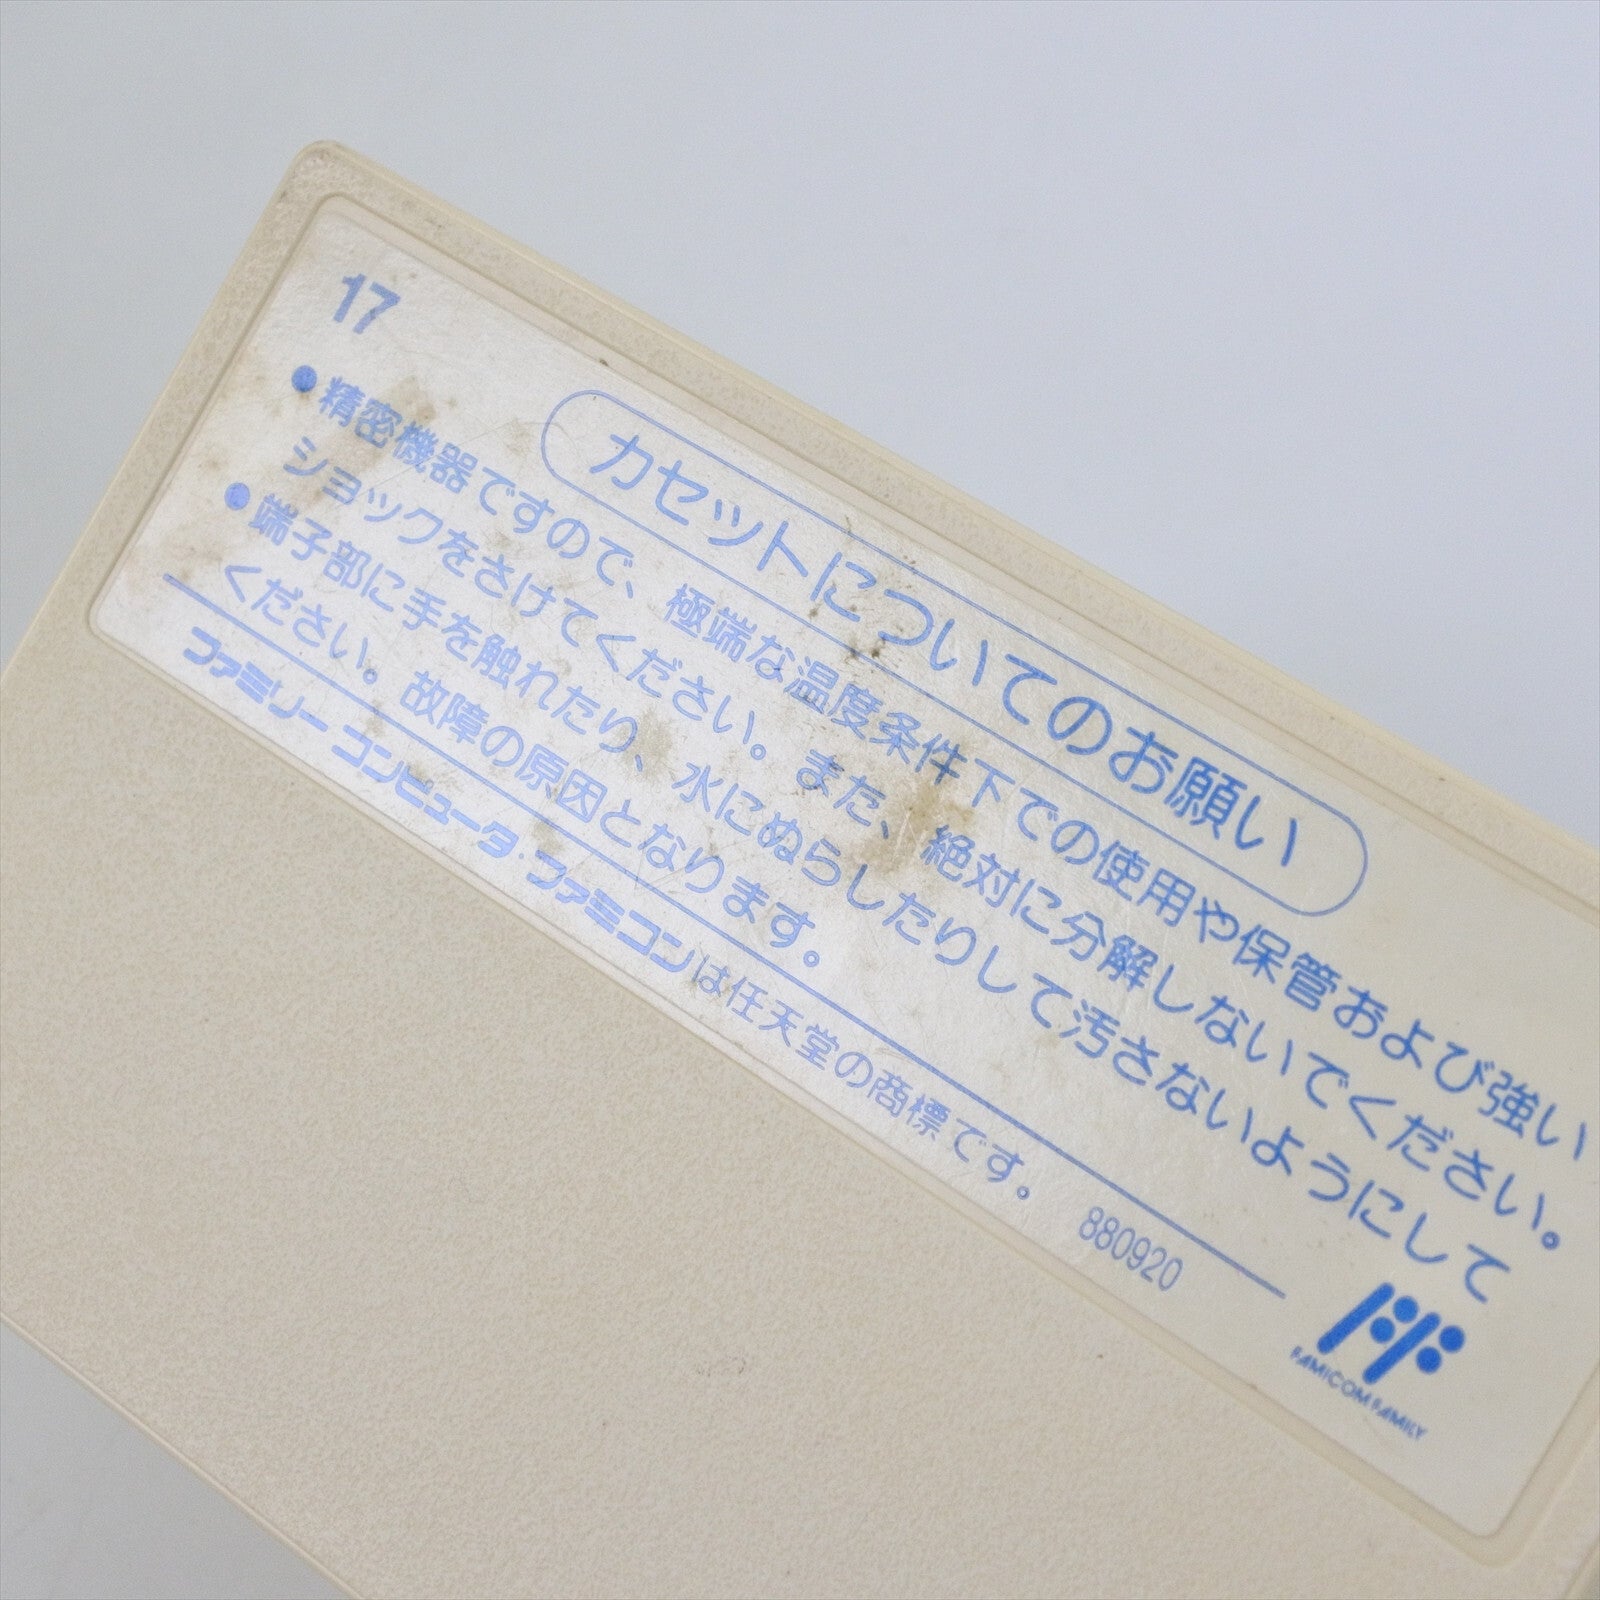 17
カセットについてのお願い
●精密機器ですので、極端な温度条件下での使用や保管および強い
ショックをさけてください。また、絶対に分解しないでください。
●端子部に手を触れたり、水にぬらしたりして汚さないようにして
ください。故障の原因となります。
ファミリーコンピュータ・ファミコンは任天堂の商標です。 880920
FF
FAMICOM FAMILY